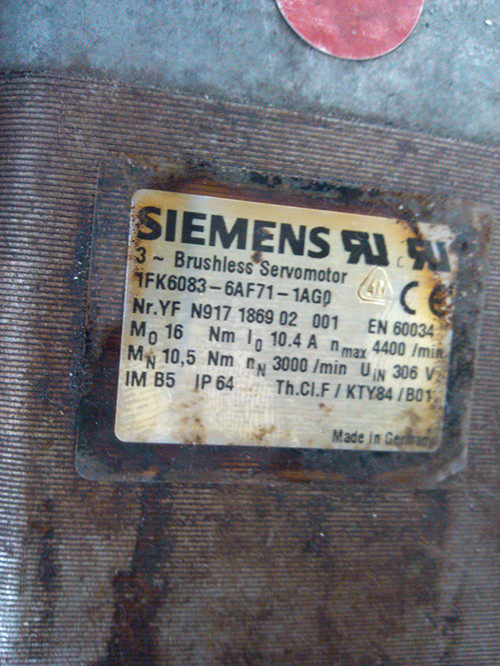 SIEMENS
3 ~ Brushless Servomotor
1FK6083-6AF71-1AG0
Nr.YF N917 1869 02 001 EN 60034
M0 16 Nm I0 10.4 A nmax 4400 /min
MN 10,5 Nm nN 3000 /min UiN 306 V
IM B5 IP 64 Th.Cl.F / KTY84 / B01
Made in Germany